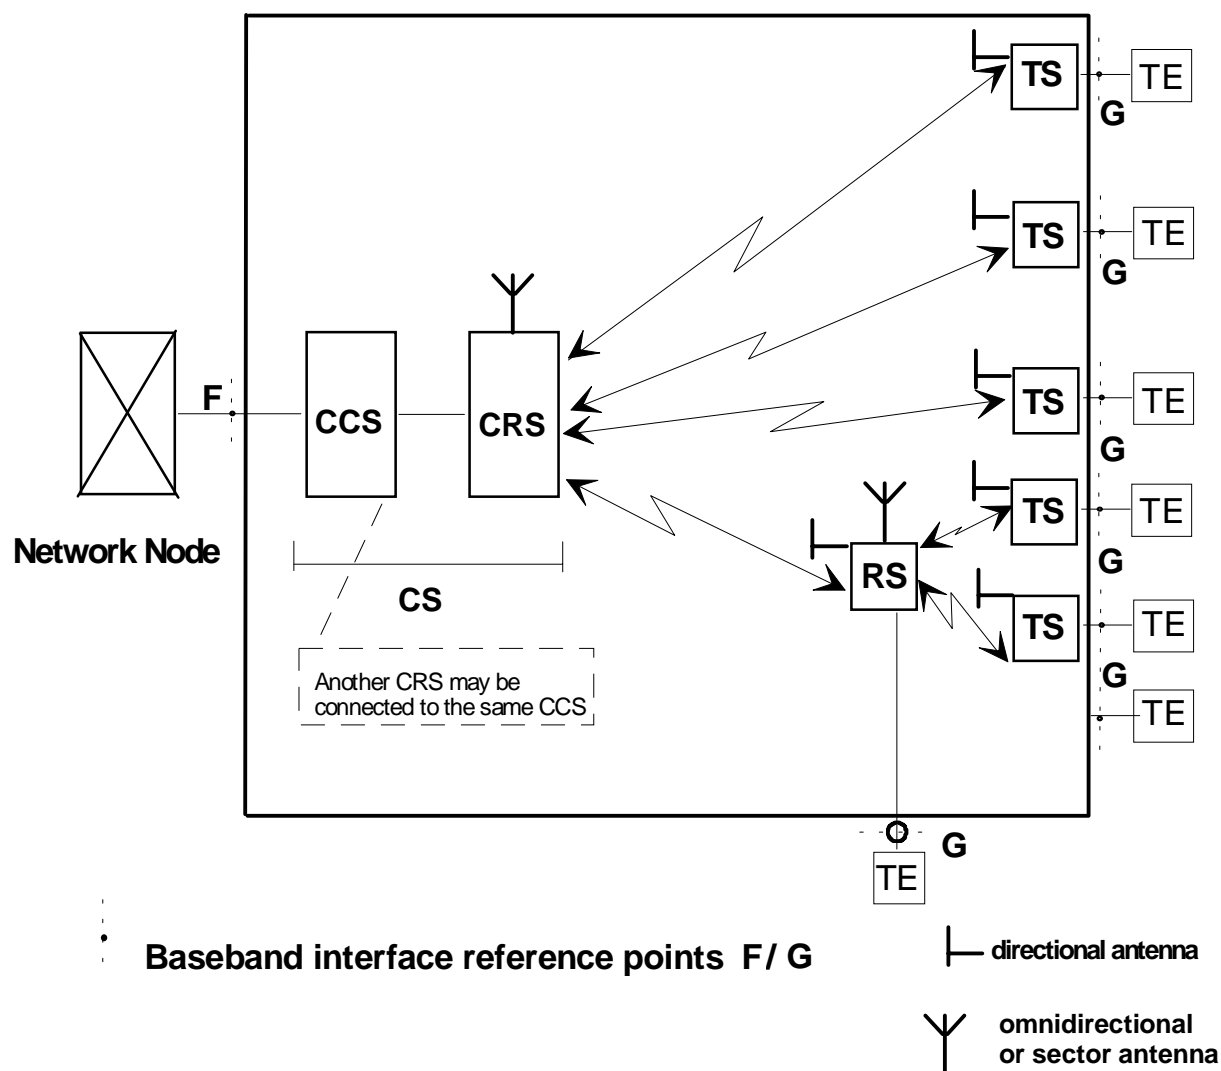 TS
TE
G
TS
TE
G
F
CCS
CRS
TS
TE
G
Network Node
TS
TE
G
RS
CS
TS
TE
G
Another CRS may be
connected to the same CCS
TE
G
TE
Baseband interface reference points F/ G
directional antenna
omnidirectional
or sector antenna